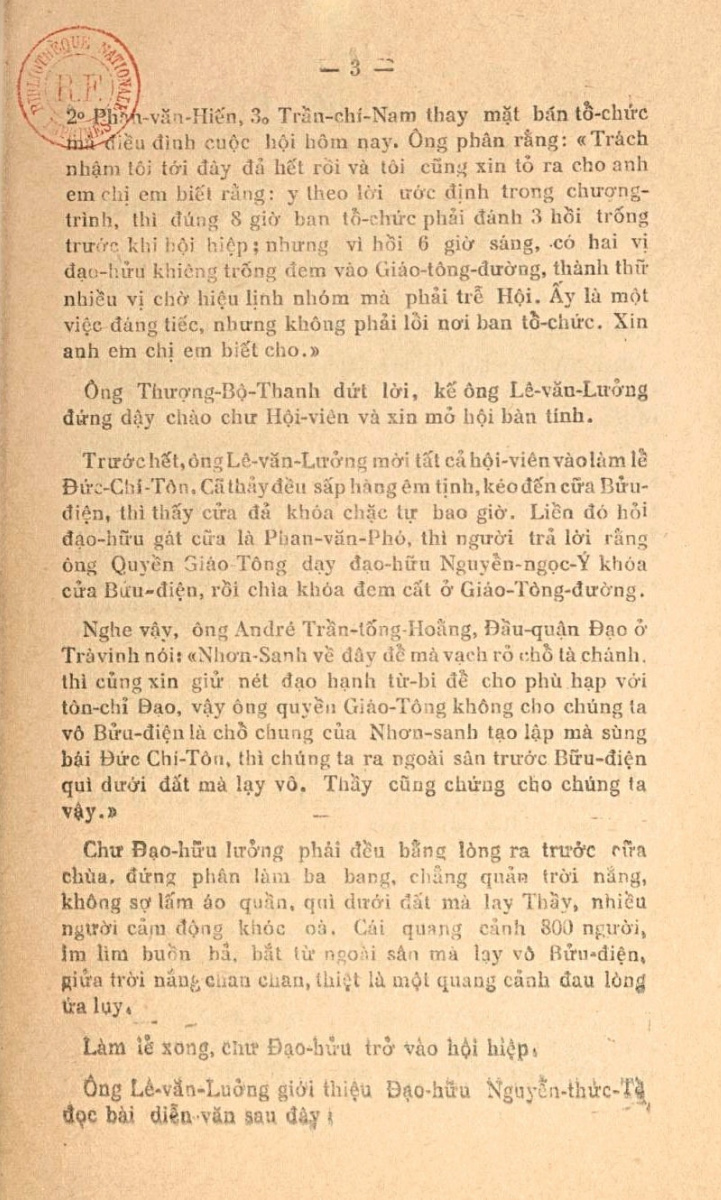 — 3 —
BIBLIOTHÈQUE NATIONALE
R.F.
2º Phan-văn-Hiến, 3o Trần-chí-Nam thay mặt bán tổ-chức
mà điều đình cuộc hội hôm nay. Ông phân rằng: «Trách
nhậm tôi tới đây đả hết rồi và tôi cũng xin tỏ ra cho anh
em chị em biết rằng: y theo lời ước định trong chương-
trình, thì đúng 8 giờ ban tổ-chức phải đánh 3 hồi trống
trước khi hội hiệp; nhưng vì hồi 6 giờ sáng, có hai vị
đạo-hửu khiêng trống đem vào Giáo-tông-đường, thành thử
nhiều vị chờ hiệu lịnh nhóm mà phải trễ Hội. Ấy là một
việc đáng tiếc, nhưng không phải lỗi nơi ban tổ-chức. Xin
anh em chị em biết cho.»
Ông Thượng-Bộ-Thanh dứt lời, kế ông Lê-văn-Lưởng
đứng dậy chào chư Hội-viên và xin mở hội bàn tính.
Trước hết, ông Lê-văn-Lưởng mời tất cả hội-viên vào làm lễ
Đức-Chí-Tôn. Cã thảy đều sấp hàng êm tịnh, kéo đến cữa Bửu-
điện, thì thấy cửa đả khóa chặc tự bao giờ. Liền đó hỏi
đạo-hữu gát cữa là Phan-văn-Phó, thì người trả lời rằng
ông Quyền Giáo-Tông dạy đạo-hữu Nguyễn-ngọc-Ý khóa
cửa Bửu-điện, rồi chìa khóa đem cất ở Giáo-Tông-đường.
Nghe vậy, ông André Trần-tống-Hoằng, Đầu-quận Đạo ở
Tràvinh nói: «Nhơn-Sanh về đây để mà vạch rỏ chổ tà chánh,
thì củng xin giử nét đạo hạnh từ-bi để cho phù hạp với
tôn-chỉ Đạo, vậy ông quyền Giáo-Tông không cho chúng ta
vô Bửu-điện là chổ chung của Nhơn-sanh tạo lập mà sùng
bái Đức Chí-Tôn, thì chúng ta ra ngoài sân trước Bữu-điện
quì dưới đất mà lạy vô. Thầy cũng chứng cho chúng ta
vậy.»
Chư Đạo-hữu lưởng phái đều bằng lòng ra trước cửa
chùa, đứng phân làm ba bang, chẳng quản trời nắng,
không sợ lấm áo quần, quì dưới đất mà lay Thầy, nhiều
người cảm động khóc oà. Cái quang cảnh 800 người,
im lìm buồn bả, bắt từ ngoài sân mà lạy vô Bửu-điện,
giửa trời nắng chan chan, thiệt là một quang cảnh đau lòng
ứa lụy.
Làm lễ xong, chư Đạo-hửu trở vào hội hiệp.
Ông Lê-văn-Luởng giới thiệu Đạo-hửu Nguyễn-thức-Tề
đọc bài diễn-văn sau đây: